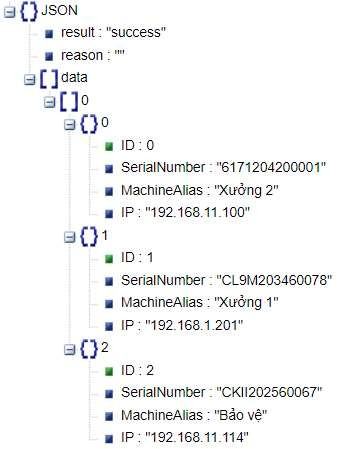 JSON
result : "success"
reason : ""
data
0
0
ID : 0
SerialNumber : "6171204200001"
MachineAlias : "Xưởng 2"
IP : "192.168.11.100"
1
ID : 1
SerialNumber : "CL9M203460078"
MachineAlias : "Xưởng 1"
IP : "192.168.1.201"
2
ID : 2
SerialNumber : "CKII202560067"
MachineAlias : "Bảo vệ"
IP : "192.168.11.114"